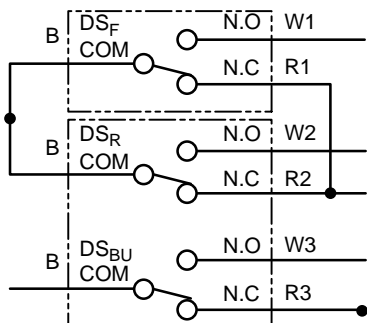 B DS_F N.O W1
COM
N.C R1
B DS_R N.O W2
COM
N.C R2
B DS_BU N.O W3
COM
N.C R3